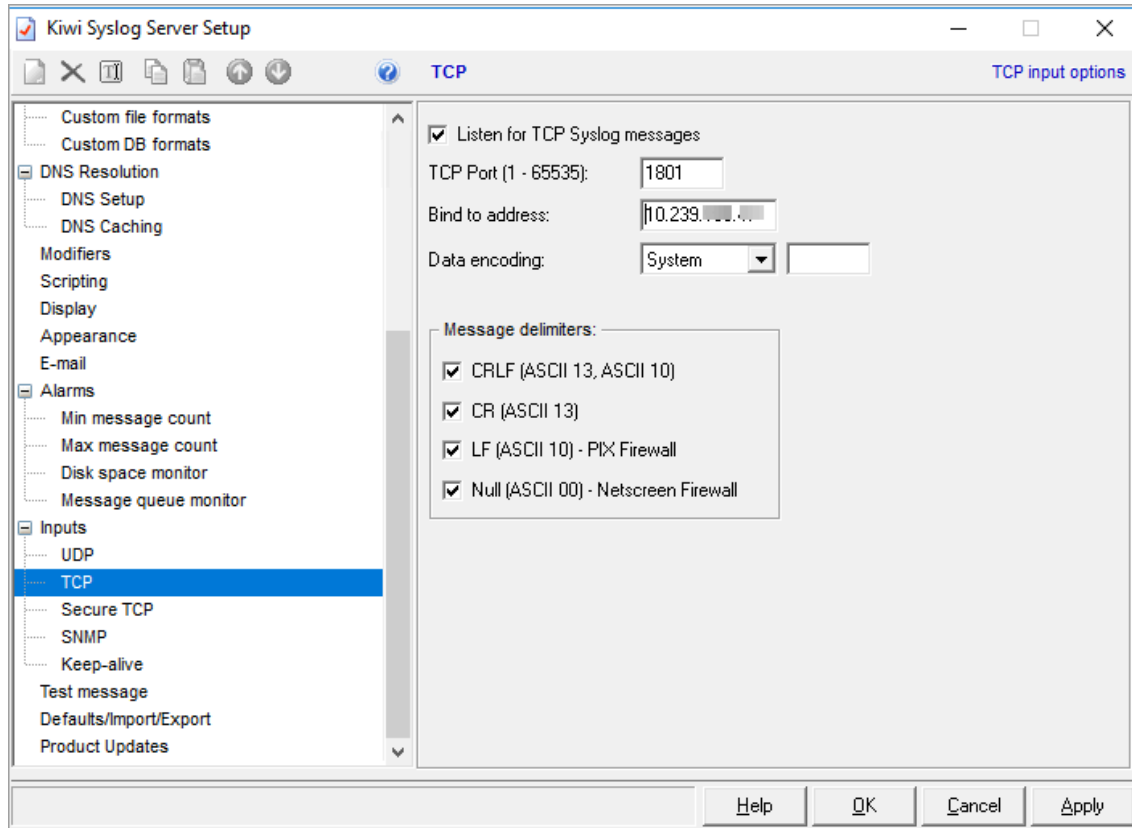 Kiwi Syslog Server Setup
TCP
TCP input options
Custom file formats
Custom DB formats
DNS Resolution
DNS Setup
DNS Caching
Modifiers
Scripting
Display
Appearance
E-mail
Alarms
Min message count
Max message count
Disk space monitor
Message queue monitor
Inputs
UDP
TCP
Secure TCP
SNMP
Keep-alive
Test message
Defaults/Import/Export
Product Updates
Listen for TCP Syslog messages
TCP Port (1 - 65535): 1801
Bind to address: 10.239.
Data encoding: System
Message delimiters:
CRLF (ASCII 13, ASCII 10)
CR (ASCII 13)
LF (ASCII 10) - PIX Firewall
Null (ASCII 00) - Netscreen Firewall
Help OK Cancel Apply